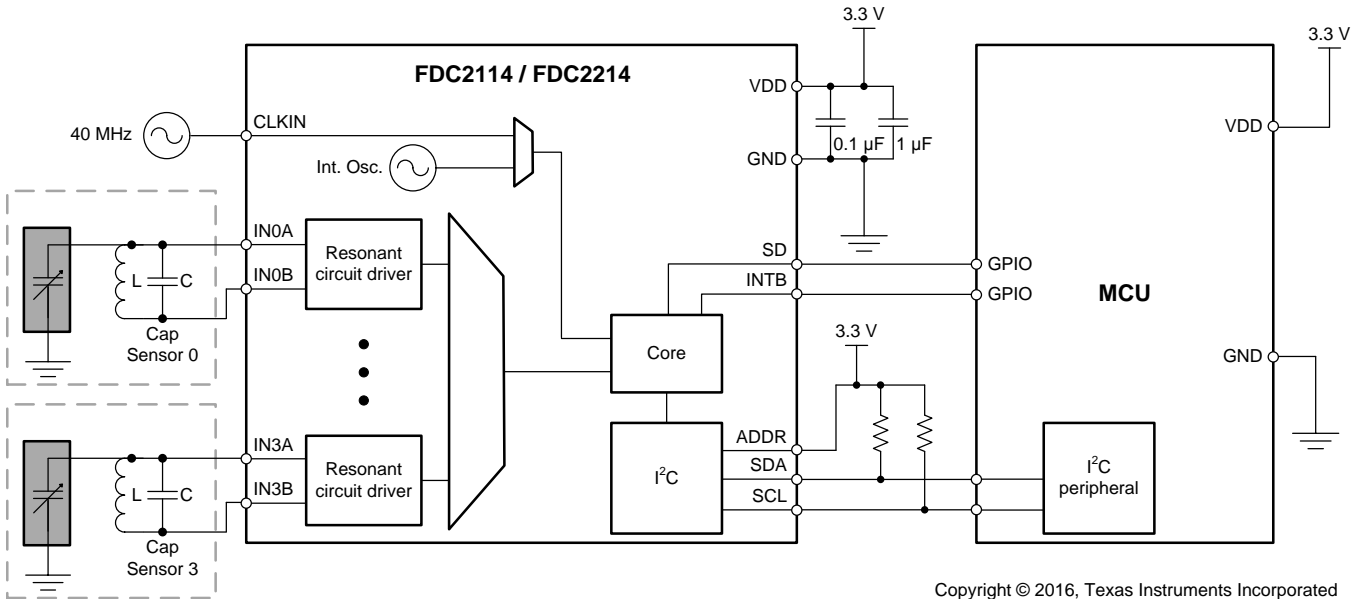 3.3 V
3.3 V
FDC2114 / FDC2214
VDD
40 MHz
CLKIN
VDD
0.1 µF
1 µF
GND
Int. Osc.
IN0A
Resonant
circuit driver
IN0B
L
C
Cap
Sensor 0
SD
GPIO
INTB
GPIO
MCU
3.3 V
Core
GND
IN3A
Resonant
circuit driver
IN3B
L
C
Cap
Sensor 3
ADDR
SDA
SCL
I²C
I²C
peripheral
Copyright © 2016, Texas Instruments Incorporated